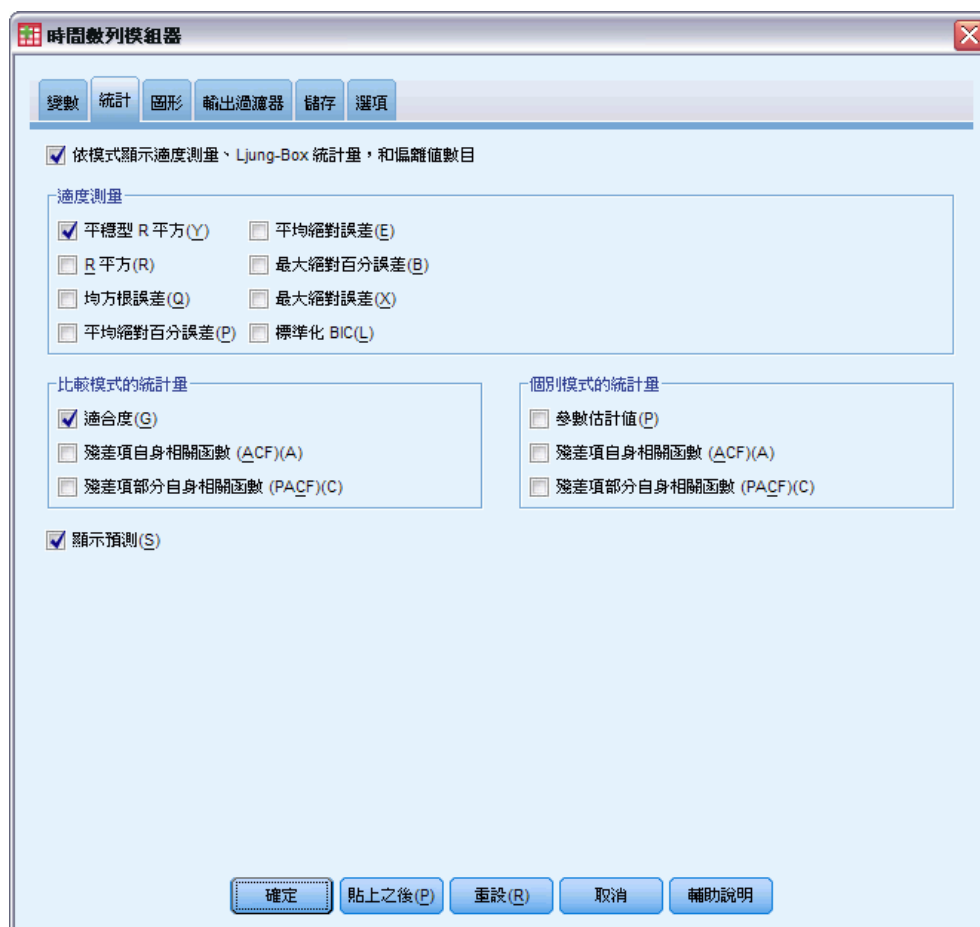 時間數列模組器
變數 統計 圖形 輸出過濾器 儲存 選項
依模式顯示適度測量、Ljung-Box 統計量，和偏離值數目
適度測量
平穩型 R 平方(Y) 平均絕對誤差(E)
R 平方(R) 最大絕對百分誤差(B)
均方根誤差(Q) 最大絕對誤差(X)
平均絕對百分誤差(P) 標準化 BIC(L)
比較模式的統計量
適合度(G)
殘差項自身相關函數 (ACF)(A)
殘差項部分自身相關函數 (PACF)(C)
個別模式的統計量
參數估計值(P)
殘差項自身相關函數 (ACF)(A)
殘差項部分自身相關函數 (PACF)(C)
顯示預測(S)
確定 貼上之後(P) 重設(R) 取消 輔助說明